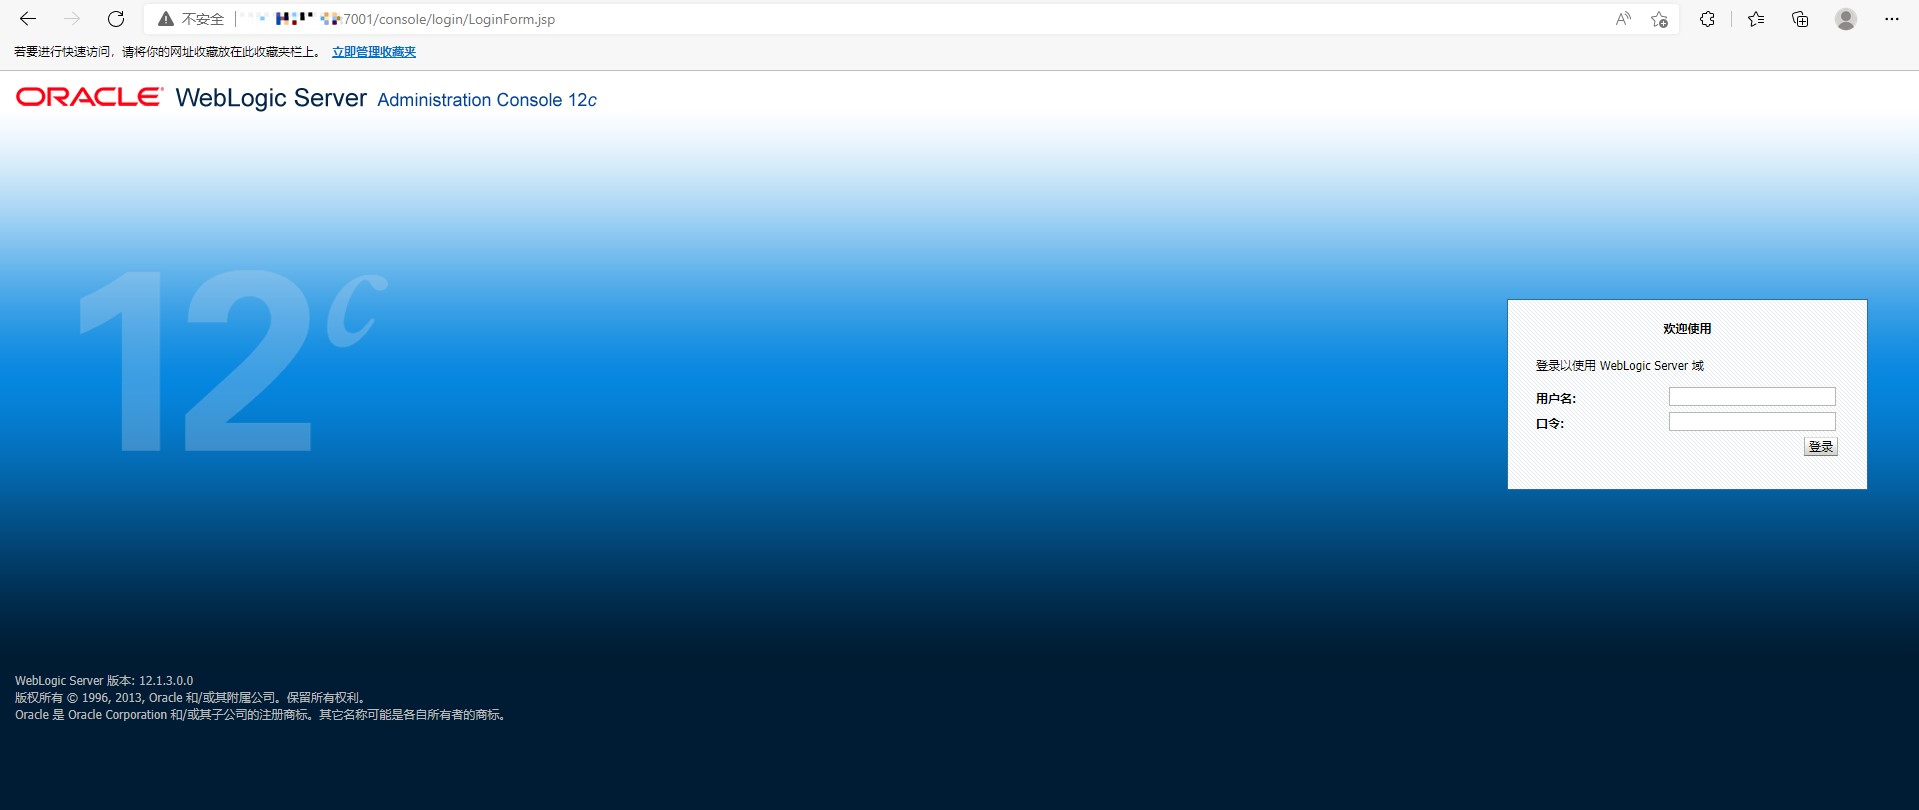 不安全 7001/console/login/LoginForm.jsp
若要进行快速访问，请将你的网址收藏放在此收藏夹栏上。 立即管理收藏夹
ORACLE WebLogic Server Administration Console 12c
12c
欢迎使用
登录以使用 WebLogic Server 域
用户名:
口令:
登录
WebLogic Server 版本: 12.1.3.0.0
版权所有 © 1996, 2013, Oracle 和/或其附属公司。保留所有权利。
Oracle 是 Oracle Corporation 和/或其子公司的注册商标。其它名称可能是各自所有者的商标。